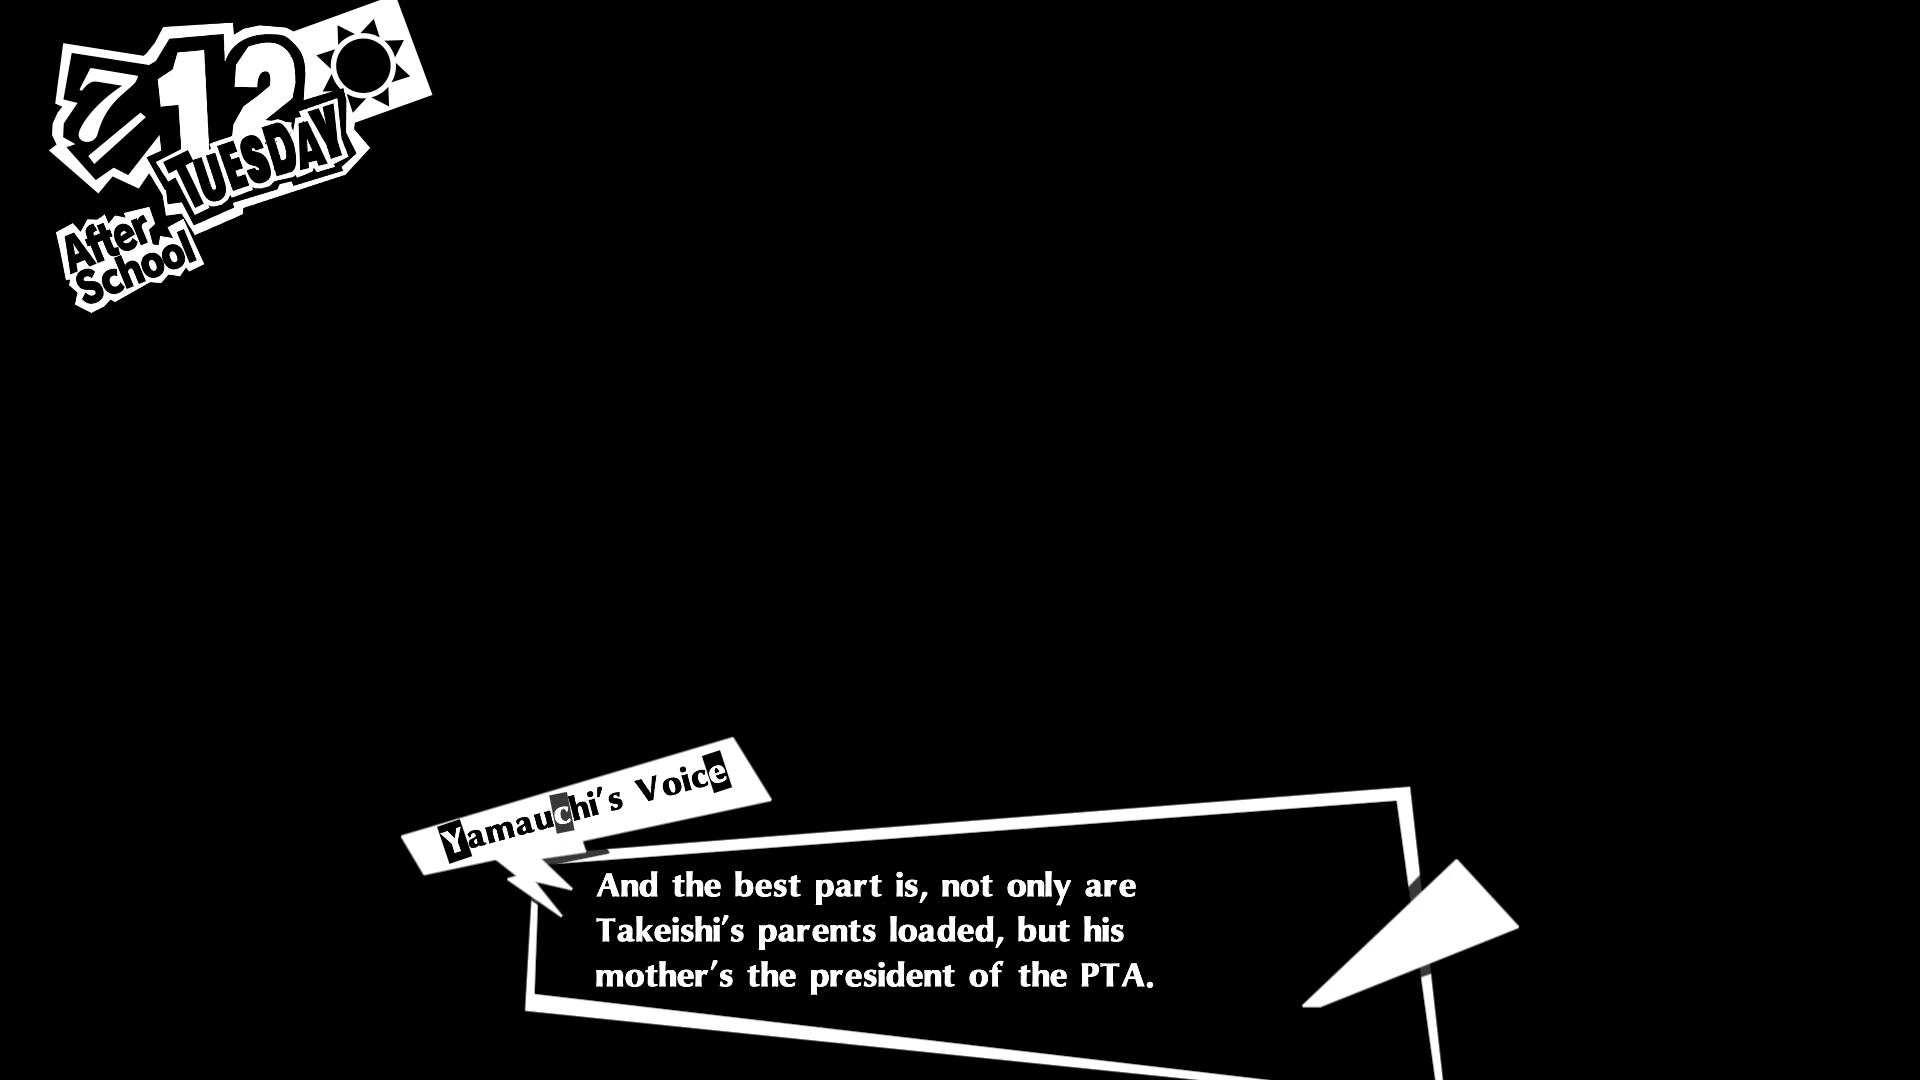 7 12
TUESDAY
After
School
Yamauchi's Voice
And the best part is, not only are
Takeishi's parents loaded, but his
mother's the president of the PTA.